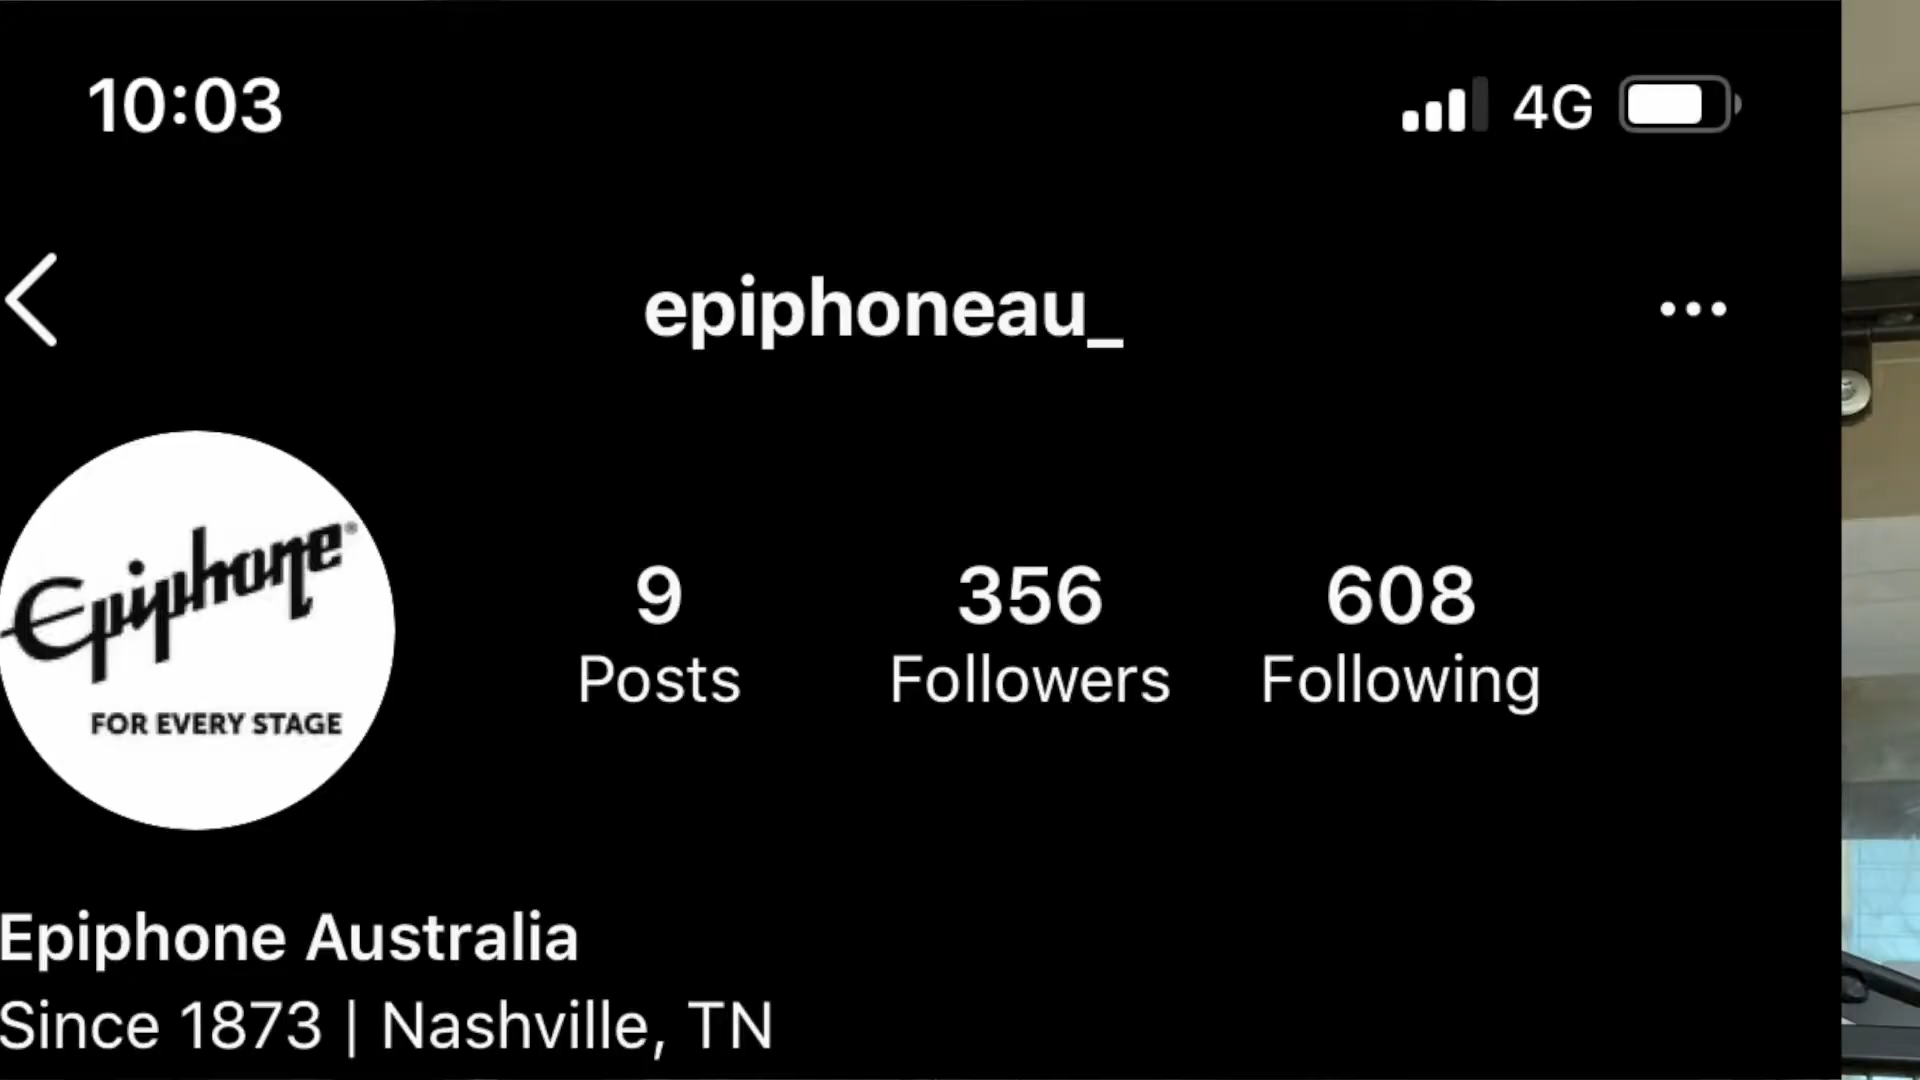 10:03 4G
epiphoneau_
Epiphone®
FOR EVERY STAGE
9 356 608
Posts Followers Following
Epiphone Australia
Since 1873 | Nashville, TN